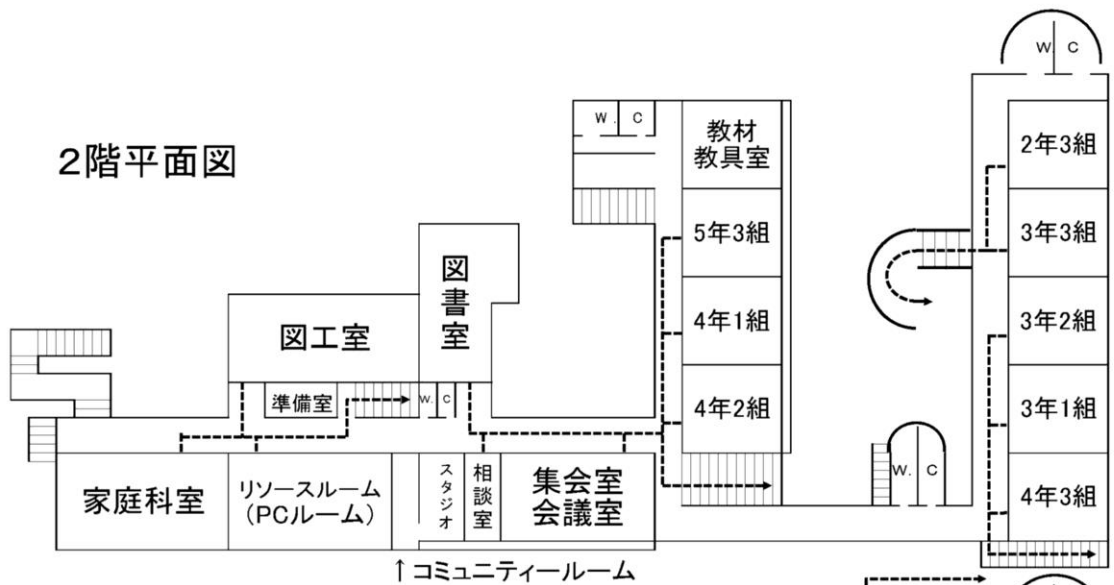 2階平面図
W. C
W. C
教材
教具室
5年3組
4年1組
4年2組
2年3組
3年3組
3年2組
3年1組
4年3組
W. C
図書室
図工室
準備室
W. C
家庭科室
リソースルーム
(PCルーム)
スタジオ
相談室
集会室
会議室
↑コミュニティールーム